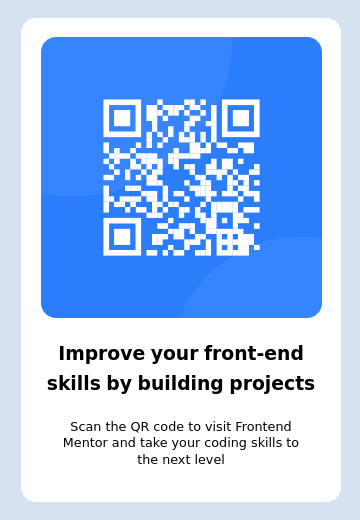 Improve your front-end
skills by building projects
Scan the QR code to visit Frontend
Mentor and take your coding skills to
the next level